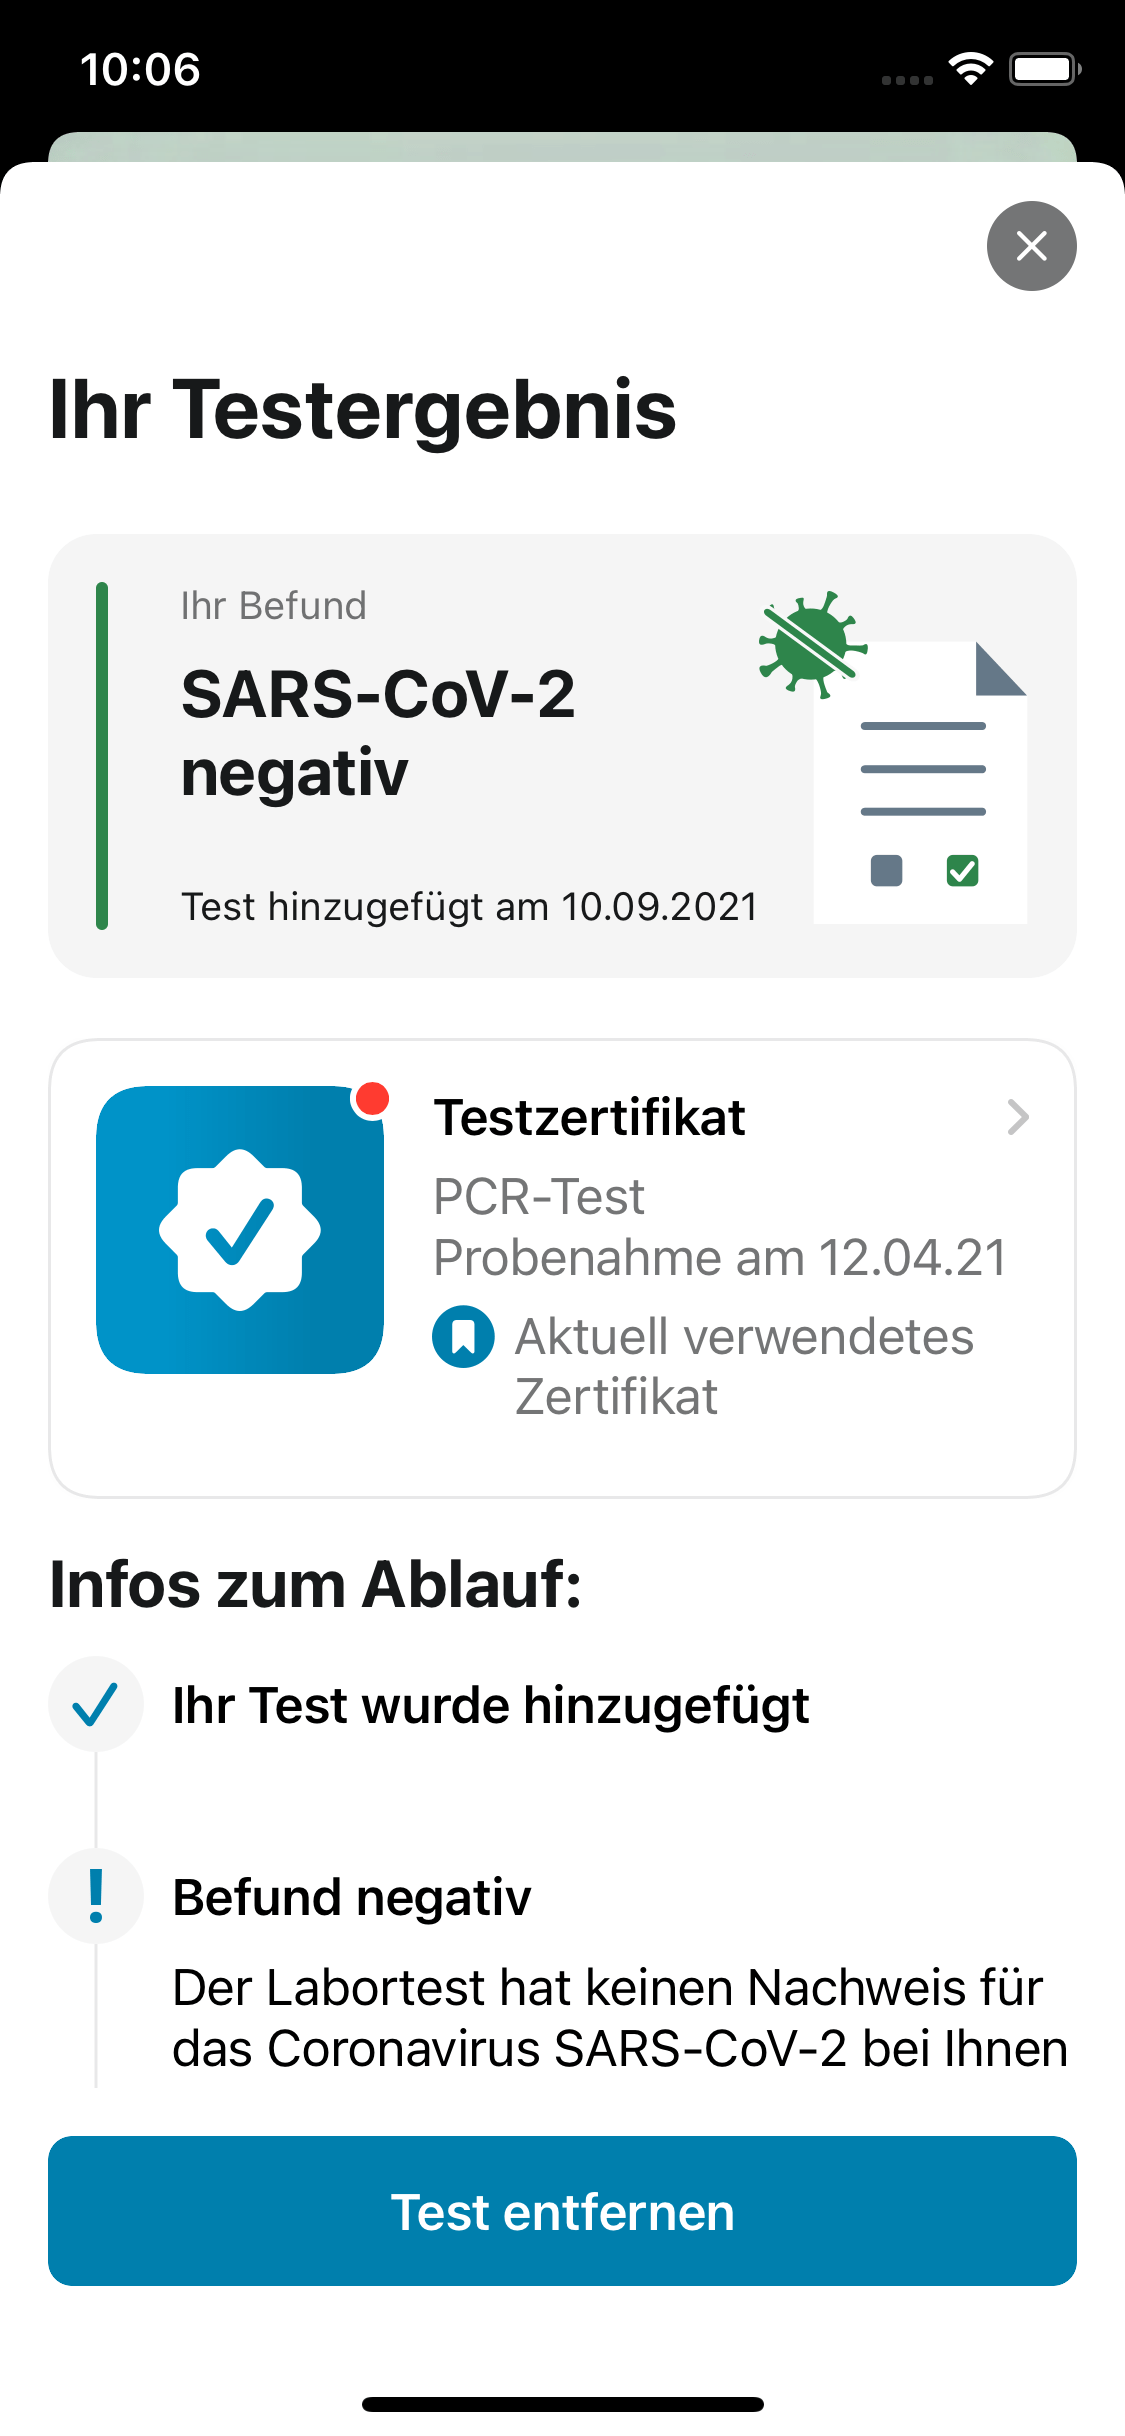 10:06
Ihr Testergebnis
Ihr Befund
SARS-CoV-2
negativ
Test hinzugefügt am 10.09.2021
Testzertifikat
PCR-Test
Probenahme am 12.04.21
Aktuell verwendetes
Zertifikat
Infos zum Ablauf:
Ihr Test wurde hinzugefügt
Befund negativ
Der Labortest hat keinen Nachweis für
das Coronavirus SARS-CoV-2 bei Ihnen
Test entfernen